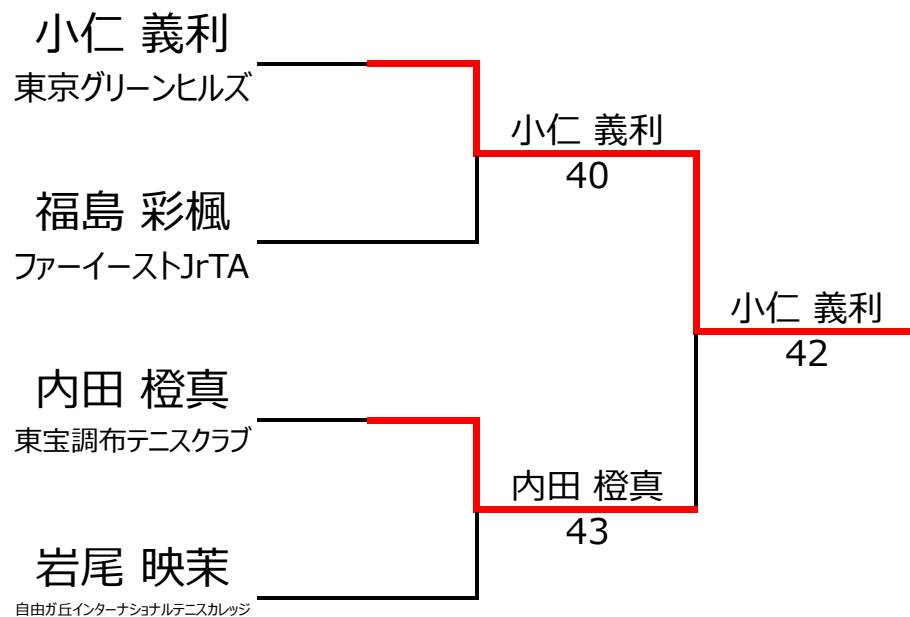 小仁 義利
東京グリーンヒルズ
小仁 義利
40
福島 彩楓
ファーイーストJrTA
小仁 義利
42
内田 橙真
東宝調布テニスクラブ
内田 橙真
43
岩尾 映茉
自由ガ丘インターナショナルテニスカレッジ